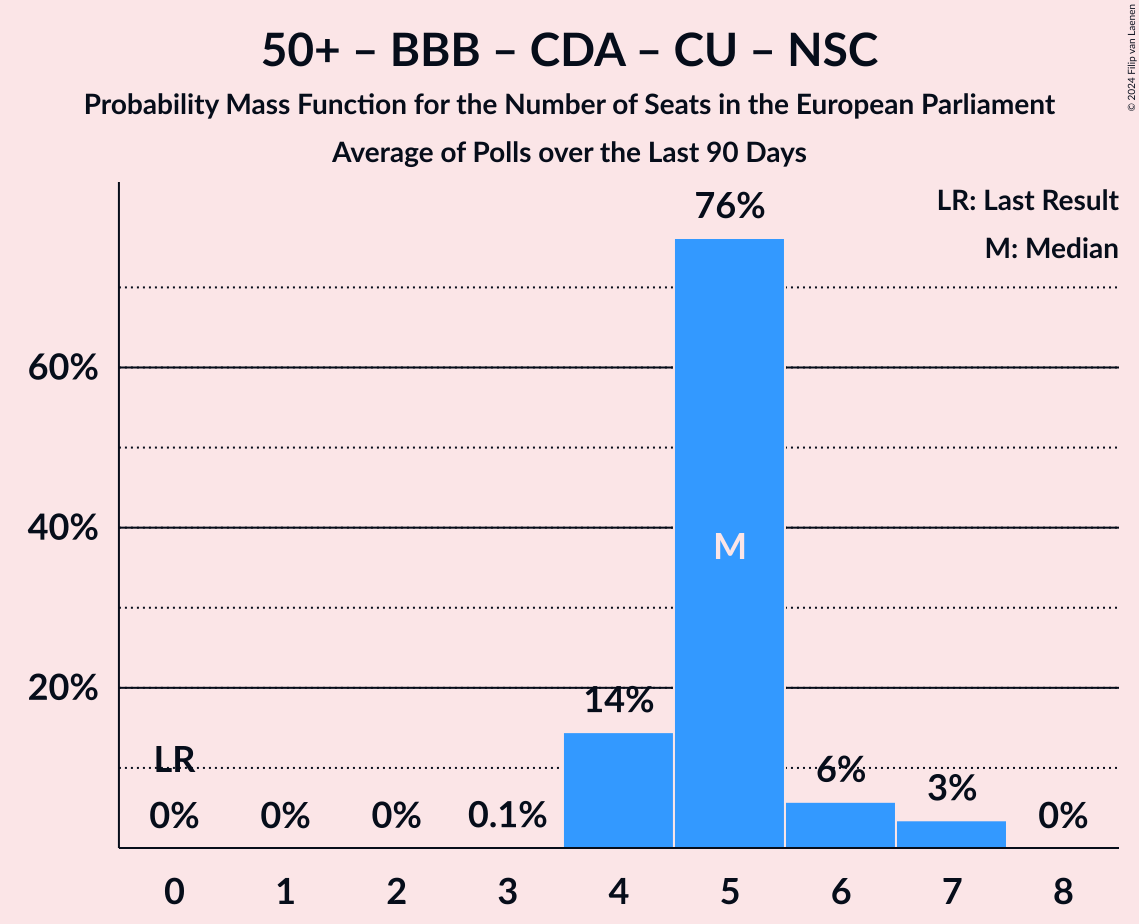 50+ – BBB – CDA – CU – NSC
Probability Mass Function for the Number of Seats in the European Parliament
Average of Polls over the Last 90 Days
© 2024 Filip van Laenen
LR: Last Result
M: Median
76%
60%
40%
M
20%
14%
LR
6%
3%
0% 0% 0% 0.1% 0%
0 1 2 3 4 5 6 7 8